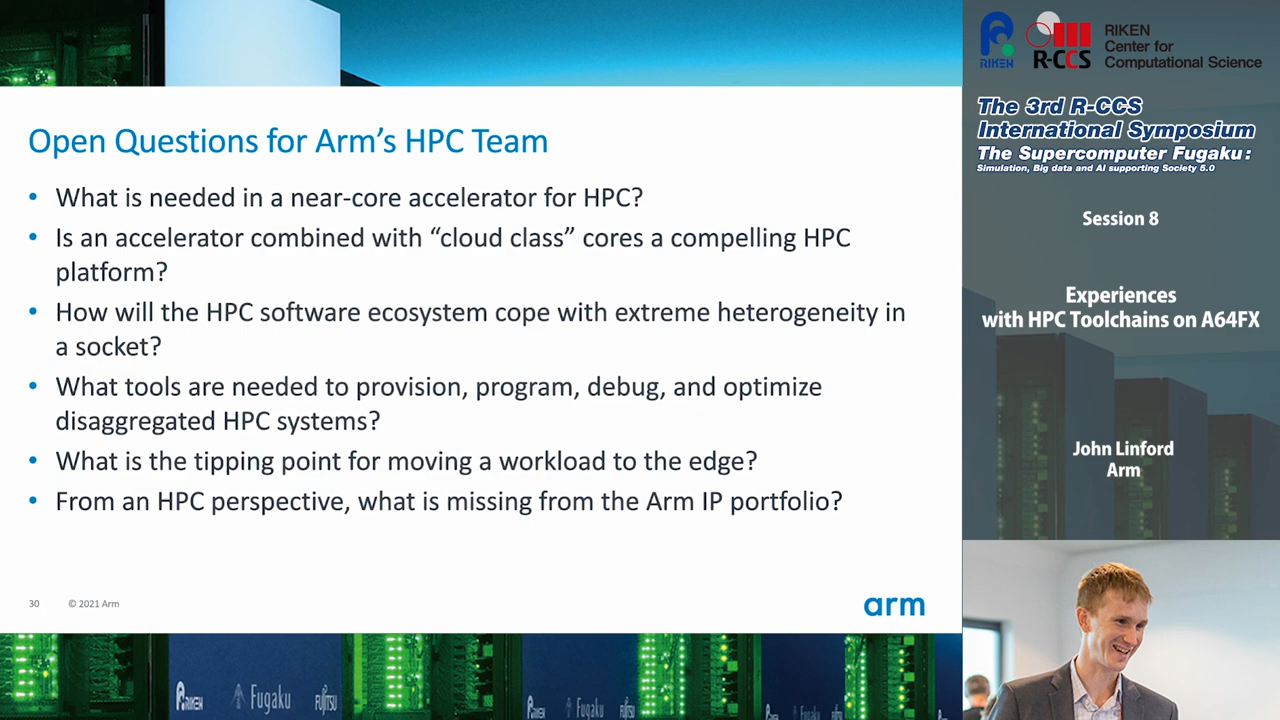 Open Questions for Arm’s HPC Team
• What is needed in a near-core accelerator for HPC?
• Is an accelerator combined with “cloud class” cores a compelling HPC
platform?
• How will the HPC software ecosystem cope with extreme heterogeneity in
a socket?
• What tools are needed to provision, program, debug, and optimize
disaggregated HPC systems?
• What is the tipping point for moving a workload to the edge?
• From an HPC perspective, what is missing from the Arm IP portfolio?
30 © 2021 Arm
arm
RIKEN Fugaku FUJITSU
RIKEN Fugaku FUJITSU
RIKEN
R-CCS
RIKEN
Center for
Computational Science
The 3rd R-CCS
International Symposium
The Supercomputer Fugaku:
Simulation, Big data and AI supporting Society 5.0
Session 8
Experiences
with HPC Toolchains on A64FX
John Linford
Arm